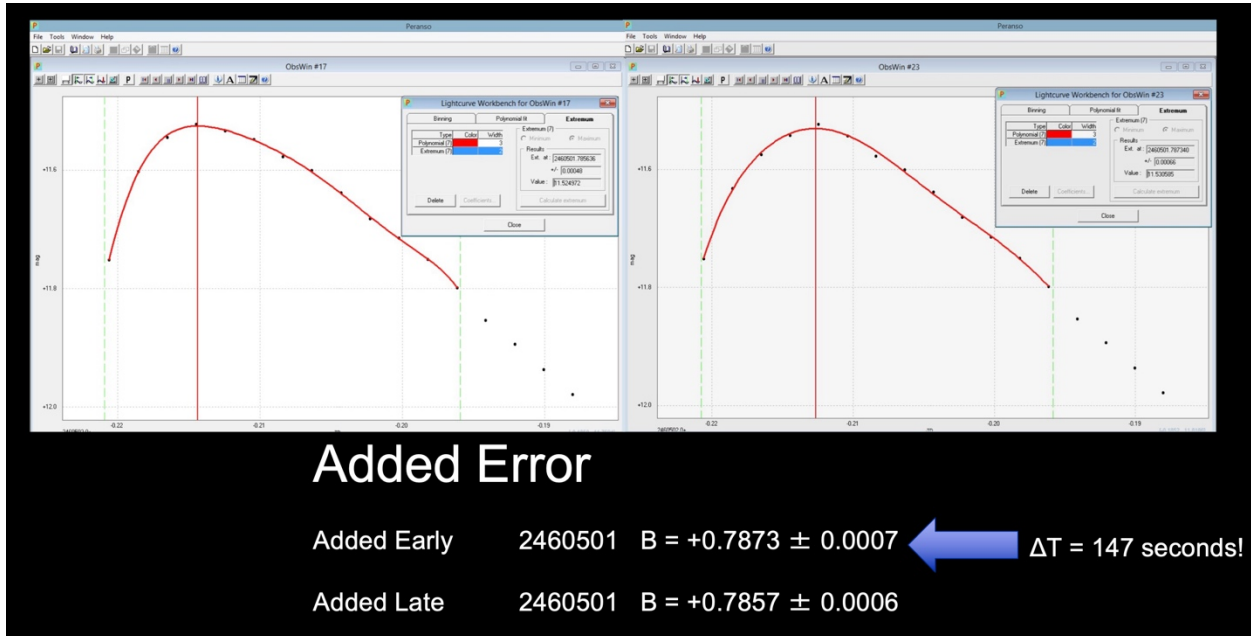 Peranso
File Tools Window Help
ObsWin #17
Lightcurve Workbench for ObsWin #17
Binning Polynomial fit Extremum
Type Color Width
Polynomial (7) 3
Extremum (7) 2
Extremum (7)
Minimum Maximum
Results
Ext. at: 2460501.785636
+/- 0.00048
Value: 11.524972
Delete Coefficients... Calculate extremum
Close
+11.6
mag
+11.8
+12.0
-0.22 -0.21 -0.20 -0.19
Peranso
File Tools Window Help
ObsWin #23
Lightcurve Workbench for ObsWin #23
Binning Polynomial fit Extremum
Type Color Width
Polynomial (7) 3
Extremum (7) 2
Extremum (7)
Minimum Maximum
Results
Ext. at: 2460501.787340
+/- 0.00066
Value: 11.530585
Delete Coefficients... Calculate extremum
Close
+11.6
mag
+11.8
+12.0
-0.22 -0.21 -0.20 -0.19
Added Error
Added Early 2460501 B = +0.7873 ± 0.0007
ΔT = 147 seconds!
Added Late 2460501 B = +0.7857 ± 0.0006